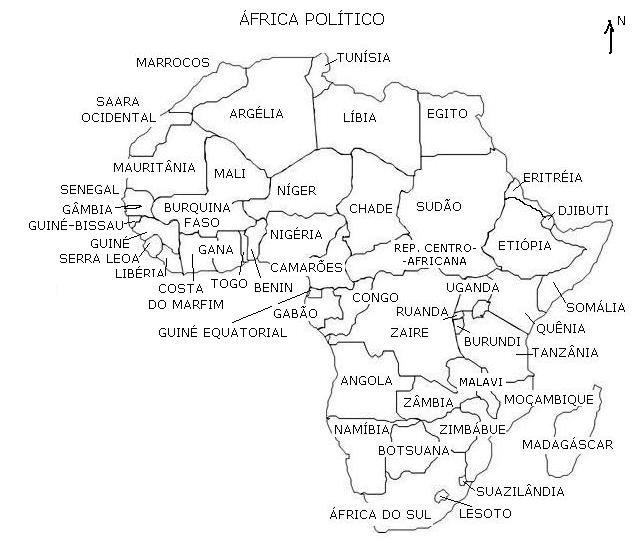 ÁFRICA POLÍTICO
N
MARROCOS
TUNÍSIA
SAARA
OCIDENTAL
ARGÉLIA
LÍBIA
EGITO
MAURITÂNIA
MALI
NÍGER
CHADE
SUDÃO
ERITRÉIA
DJIBUTI
SENEGAL
GÂMBIA
GUINÉ-BISSAU
GUINÉ
SERRA LEOA
LIBÉRIA
BURQUINA
FASO
GANA
NIGÉRIA
REP. CENTRO-
-AFRICANA
ETIÓPIA
CAMARÕES
COSTA
DO MARFIM
TOGO
BENIN
GUINÉ EQUATORIAL
GABÃO
CONGO
UGANDA
RUANDA
ZAIRE
BURUNDI
SOMÁLIA
QUÊNIA
TANZÂNIA
ANGOLA
MALAVI
ZÂMBIA
MOÇAMBIQUE
NAMÍBIA
ZIMBÁBUE
BOTSUANA
MADAGÁSCAR
SUAZILÂNDIA
ÁFRICA DO SUL
LESOTO